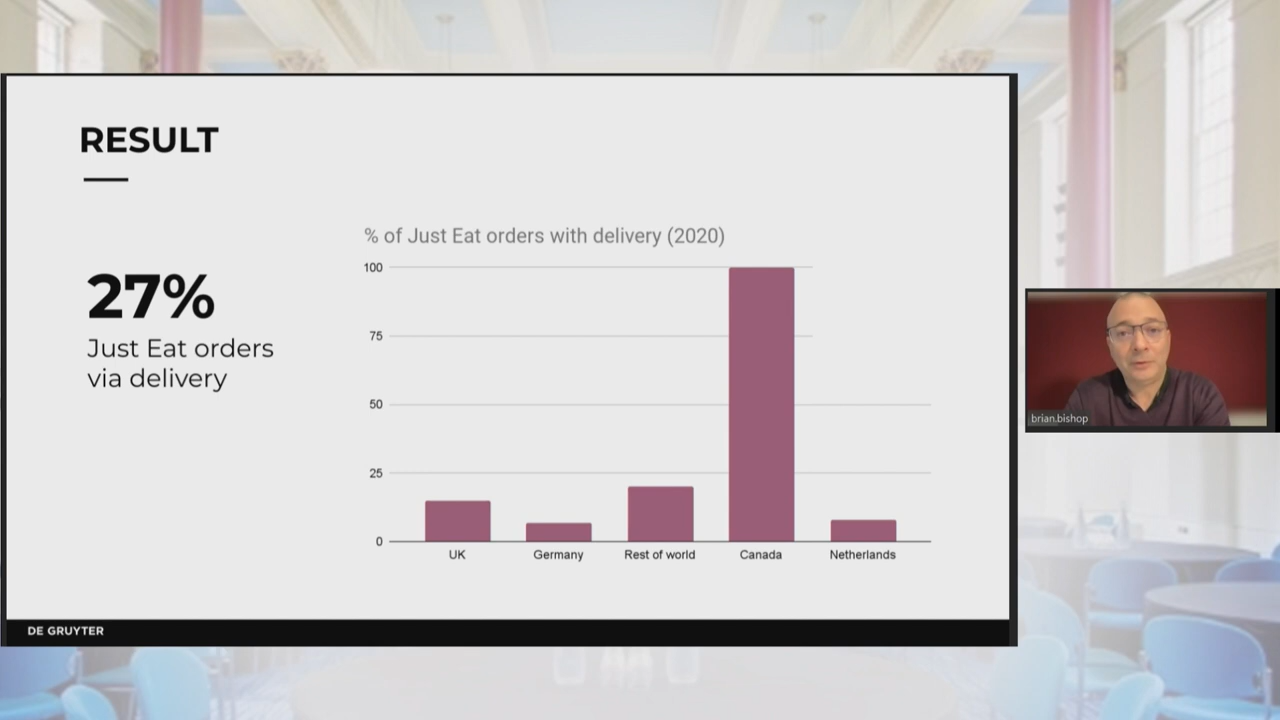 RESULT
27%
Just Eat orders
via delivery
% of Just Eat orders with delivery (2020)
100
75
50
25
0
UK
Germany
Rest of world
Canada
Netherlands
brian.bishop
DE GRUYTER